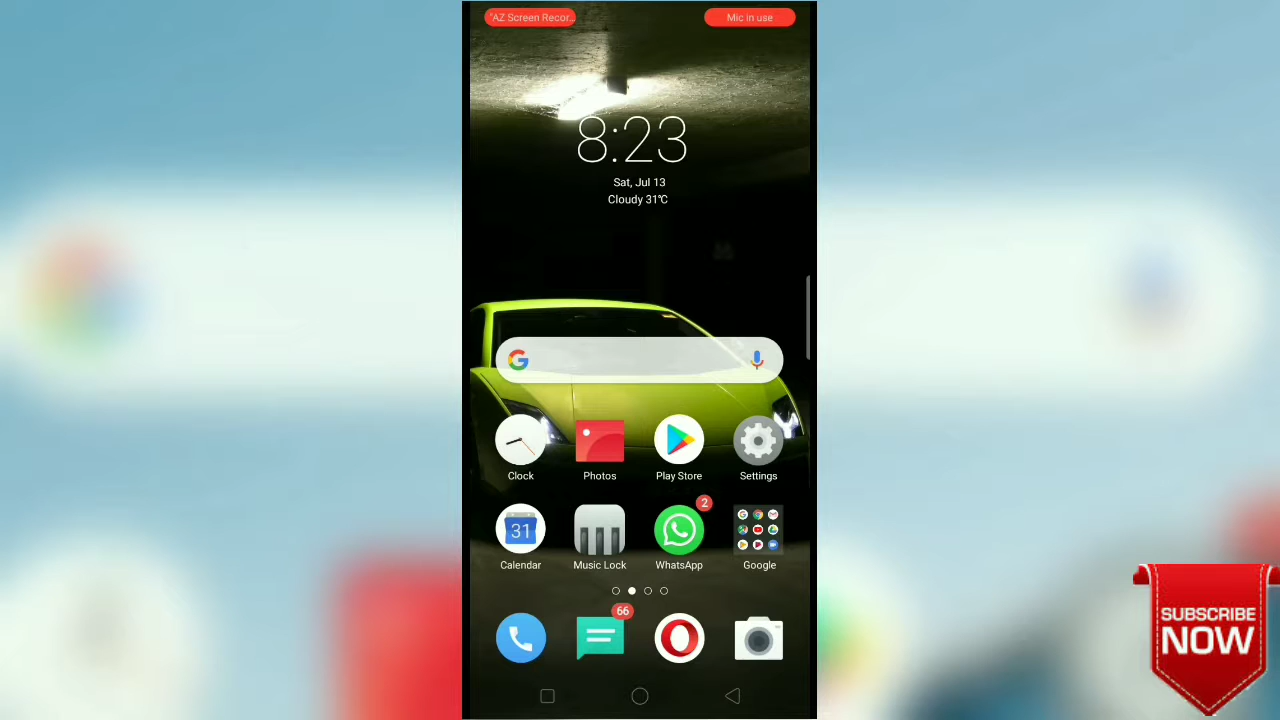 "AZ Screen Recor...
Mic in use
8:23
Sat, Jul 13
Cloudy 31℃
Clock
Photos
Play Store
Settings
31
2
Calendar
Music Lock
WhatsApp
Google
66
SUBSCRIBE
NOW